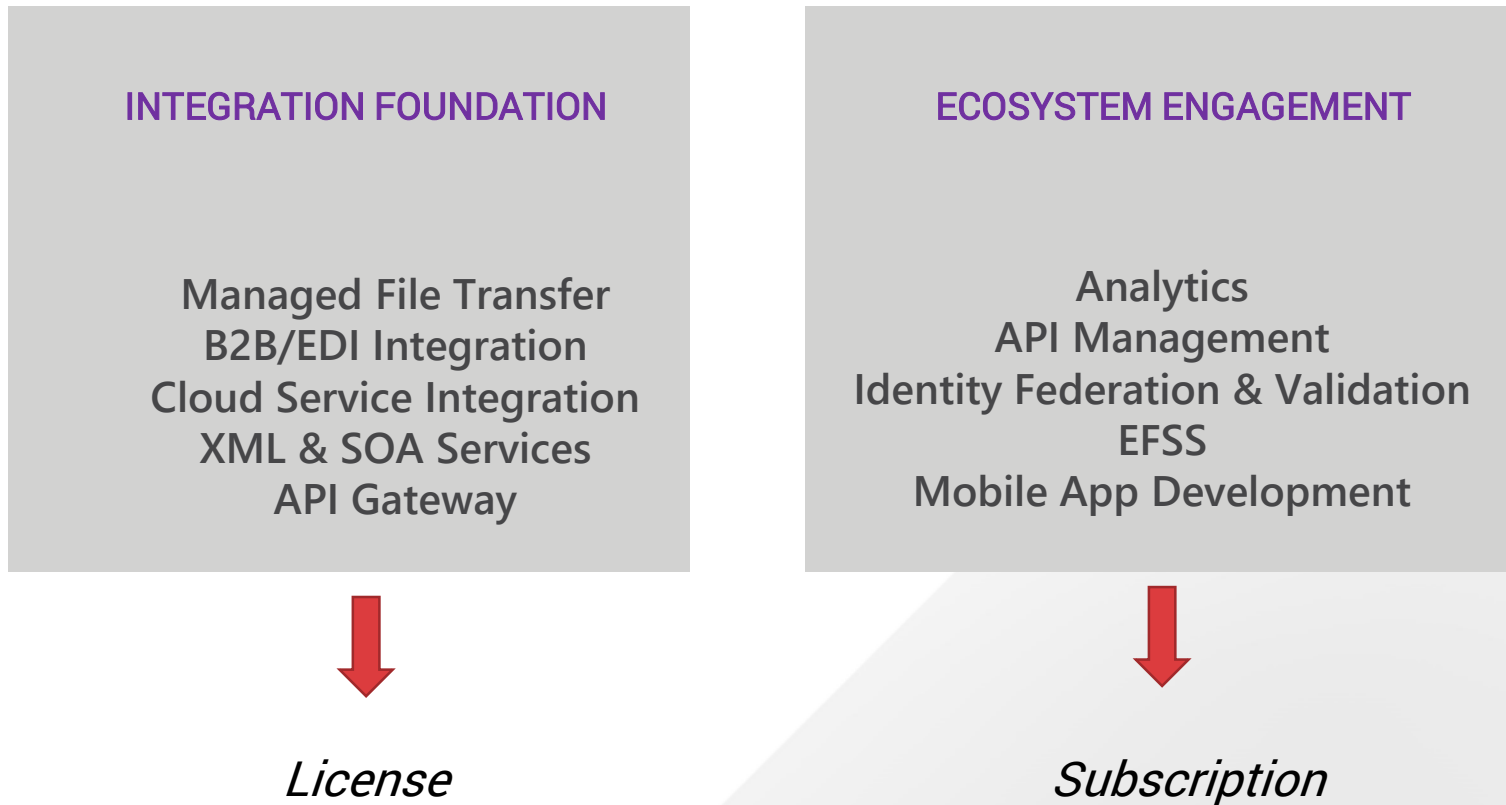 INTEGRATION FOUNDATION
Managed File Transfer
B2B/EDI Integration
Cloud Service Integration
XML & SOA Services
API Gateway
License
ECOSYSTEM ENGAGEMENT
Analytics
API Management
Identity Federation & Validation
EFSS
Mobile App Development
Subscription